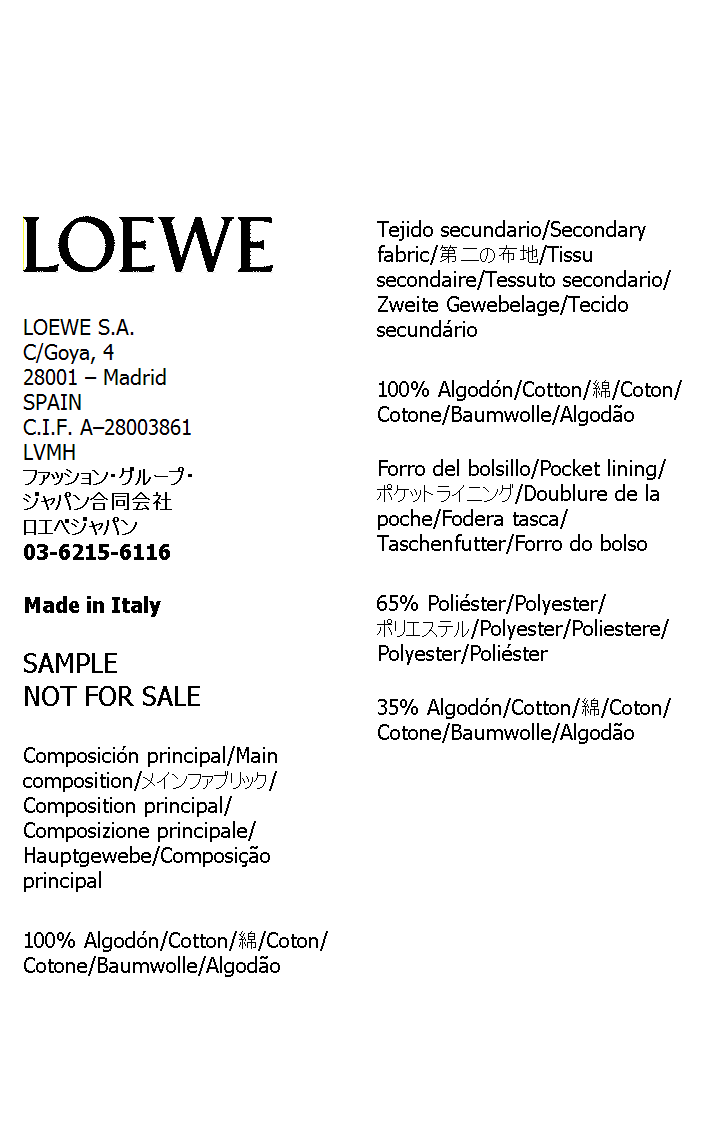 LOEWE
LOEWE S.A.
C/Goya, 4
28001 – Madrid
SPAIN
C.I.F. A–28003861
LVMH
ファッション・グループ・
ジャパン合同会社
ロエベジャパン
03-6215-6116
Made in Italy
SAMPLE
NOT FOR SALE
Composición principal/Main
composition/メインファブリック/
Composition principal/
Composizione principale/
Hauptgewebe/Composição
principal
100% Algodón/Cotton/綿/Coton/
Cotone/Baumwolle/Algodão
Tejido secundario/Secondary
fabric/第二の布地/Tissu
secondaire/Tessuto secondario/
Zweite Gewebelage/Tecido
secundário
100% Algodón/Cotton/綿/Coton/
Cotone/Baumwolle/Algodão
Forro del bolsillo/Pocket lining/
ポケットライニング/Doublure de la
poche/Fodera tasca/
Taschenfutter/Forro do bolso
65% Poliéster/Polyester/
ポリエステル/Polyester/Poliestere/
Polyester/Poliéster
35% Algodón/Cotton/綿/Coton/
Cotone/Baumwolle/Algodão